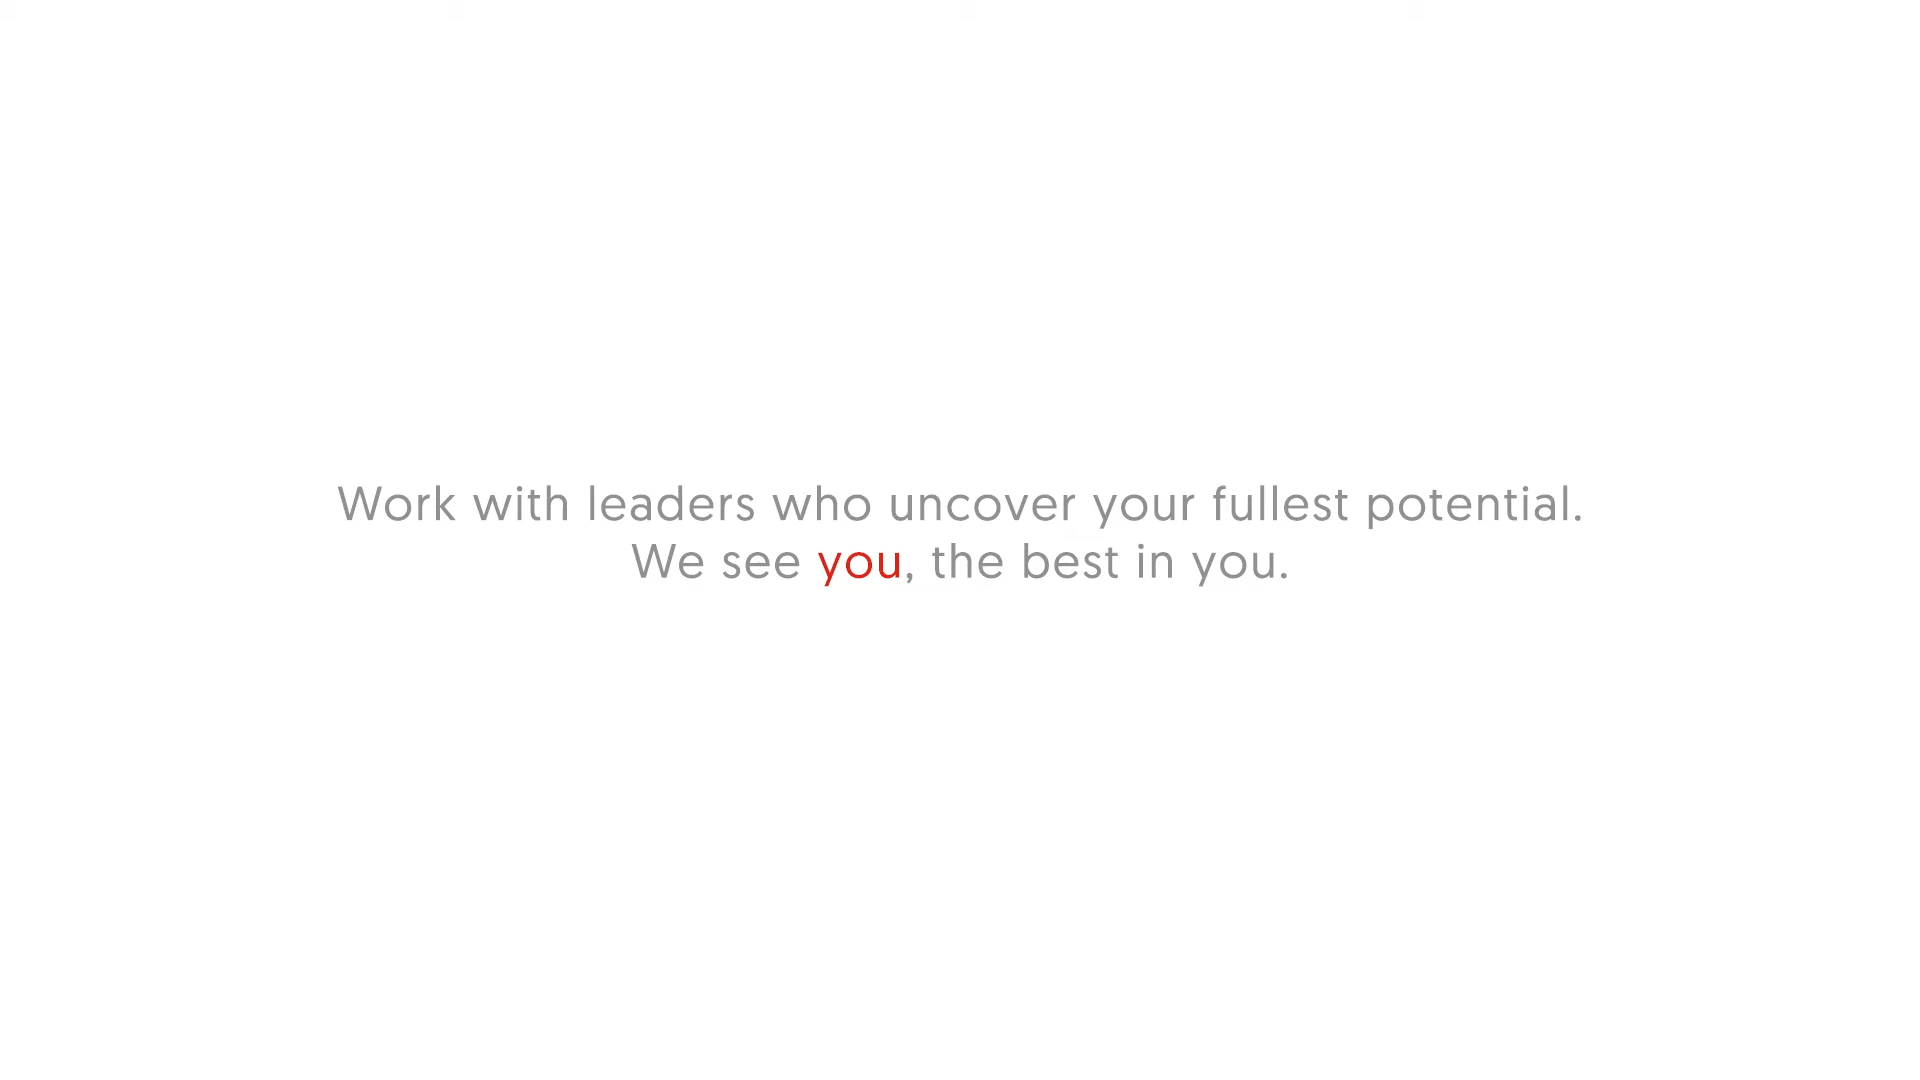 Work with leaders who uncover your fullest potential.
We see you, the best in you.